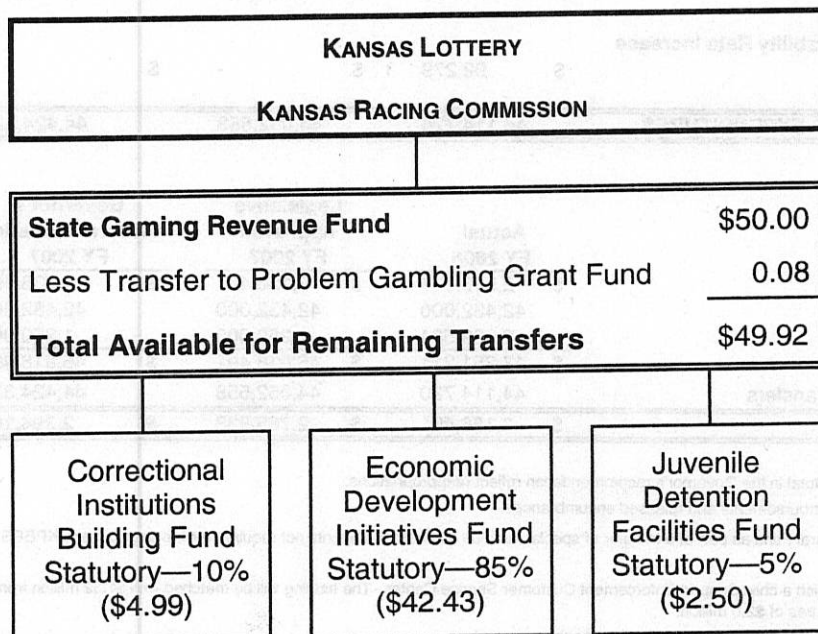 KANSAS LOTTERY
KANSAS RACING COMMISSION
State Gaming Revenue Fund $50.00
Less Transfer to Problem Gambling Grant Fund 0.08
Total Available for Remaining Transfers $49.92
Correctional
Institutions
Building Fund
Statutory—10%
($4.99)
Economic
Development
Initiatives Fund
Statutory—85%
($42.43)
Juvenile
Detention
Facilities Fund
Statutory—5%
($2.50)